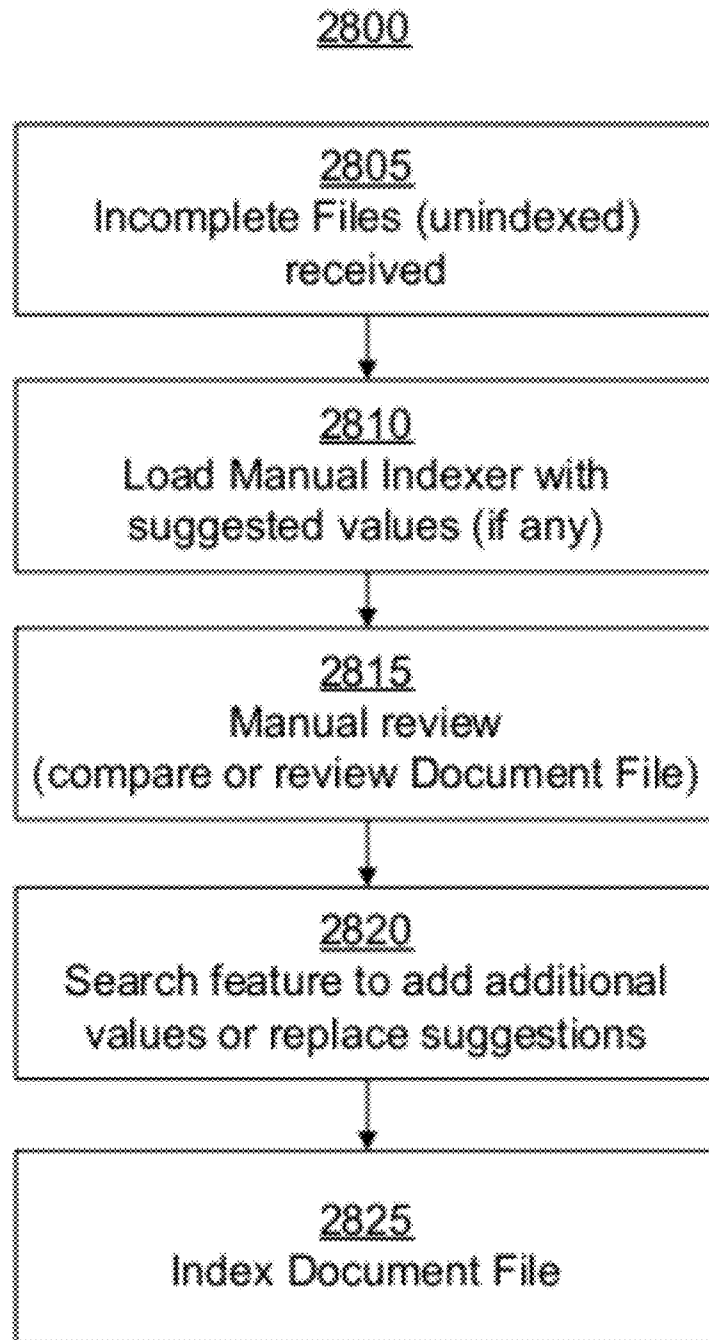 2800
2805
Incomplete Files (unindexed)
received
2810
Load Manual Indexer with
suggested values (if any)
2815
Manual review
(compare or review Document File)
2820
Search feature to add additional
values or replace suggestions
2825
Index Document File